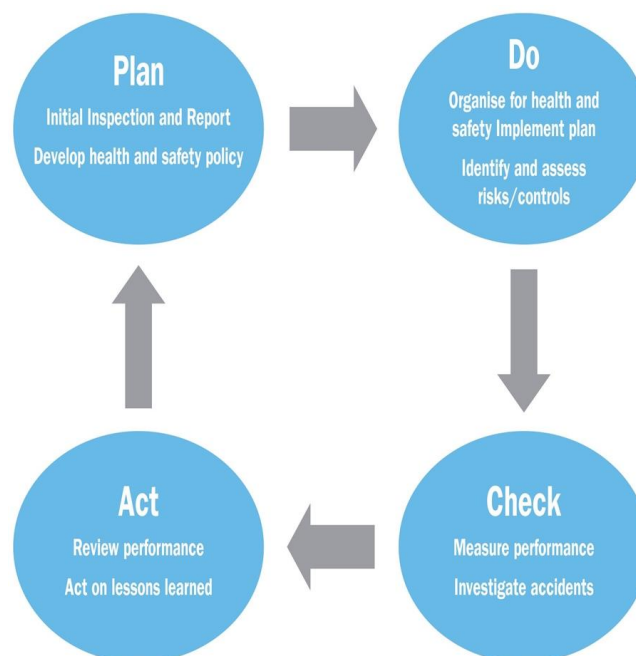 Plan
Initial Inspection and Report
Develop health and safety policy
Do
Organise for health and
safety Implement plan
Identify and assess
risks/controls
Check
Measure performance
Investigate accidents
Act
Review performance
Act on lessons learned